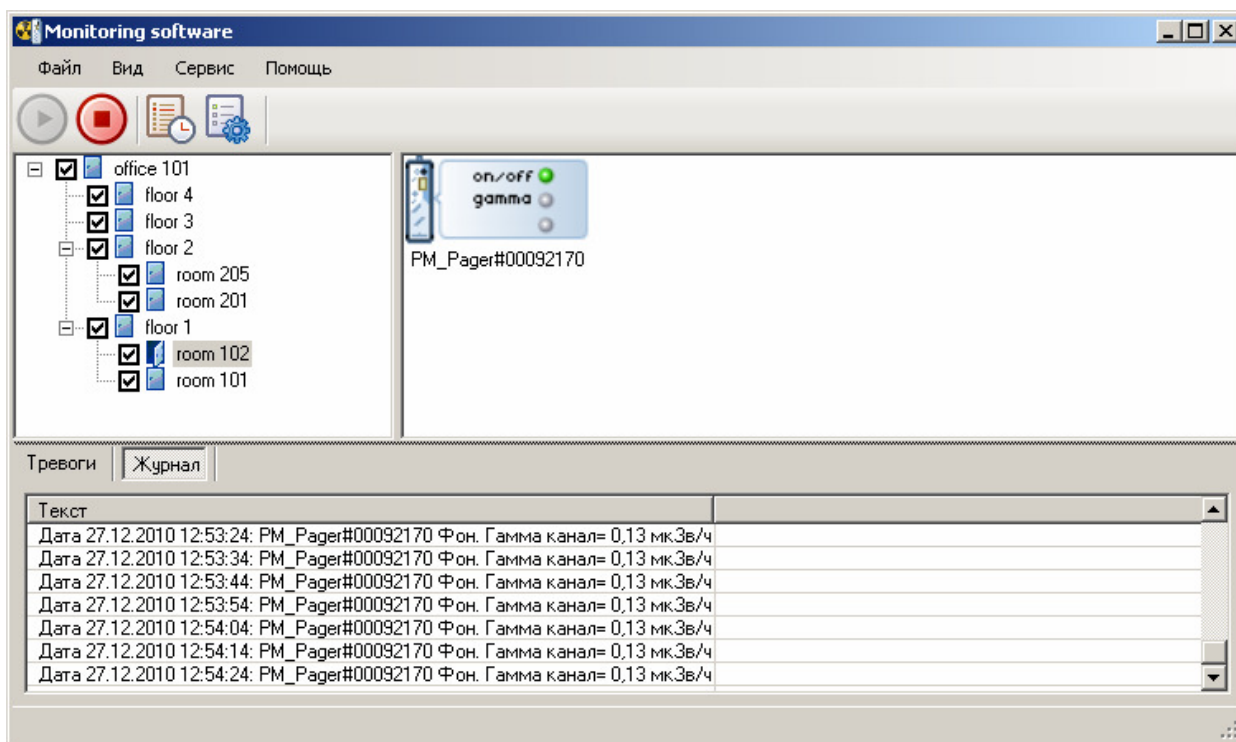 Monitoring software
Файл Вид Сервис Помощь
office 101
floor 4
floor 3
floor 2
room 205
room 201
floor 1
room 102
room 101
on/off
gamma
PM_Pager#00092170
Тревоги Журнал
Текст
Дата 27.12.2010 12:53:24: PM_Pager#00092170 Фон. Гамма канал= 0,13 мкЗв/ч
Дата 27.12.2010 12:53:34: PM_Pager#00092170 Фон. Гамма канал= 0,13 мкЗв/ч
Дата 27.12.2010 12:53:44: PM_Pager#00092170 Фон. Гамма канал= 0,13 мкЗв/ч
Дата 27.12.2010 12:53:54: PM_Pager#00092170 Фон. Гамма канал= 0,13 мкЗв/ч
Дата 27.12.2010 12:54:04: PM_Pager#00092170 Фон. Гамма канал= 0,13 мкЗв/ч
Дата 27.12.2010 12:54:14: PM_Pager#00092170 Фон. Гамма канал= 0,13 мкЗв/ч
Дата 27.12.2010 12:54:24: PM_Pager#00092170 Фон. Гамма канал= 0,13 мкЗв/ч